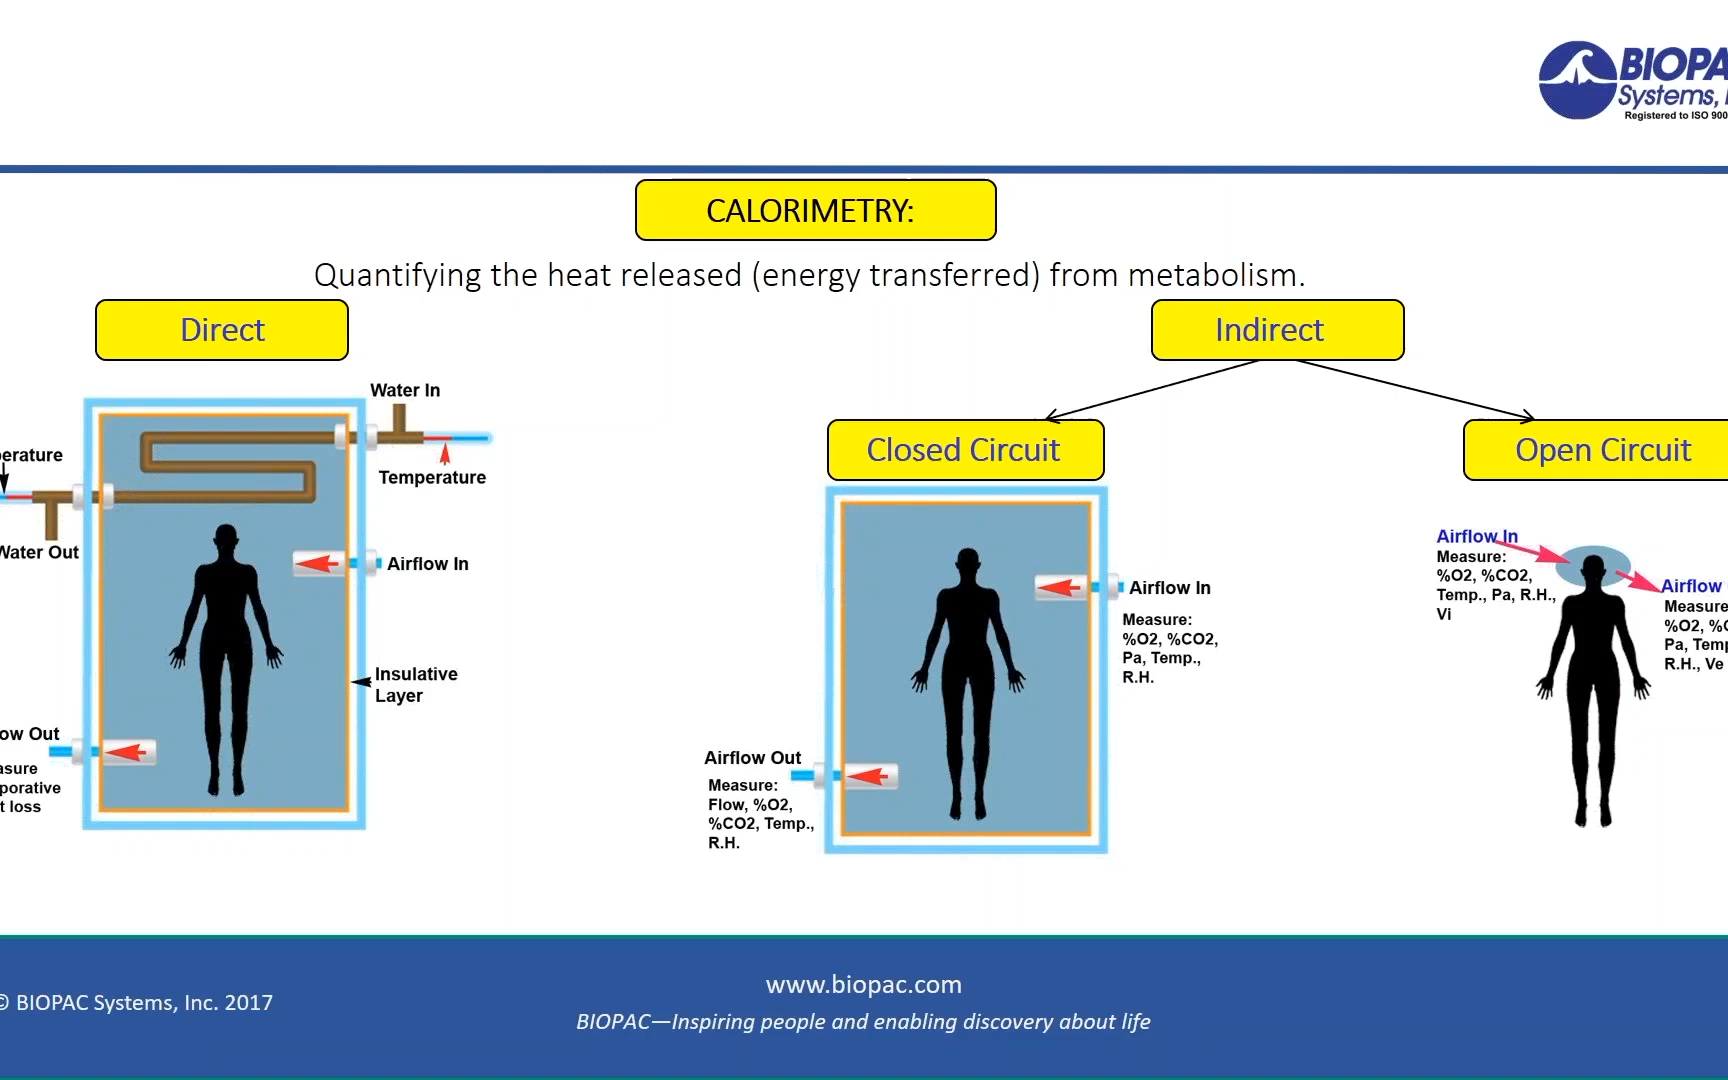 BIOPA
Systems, I
Registered to ISO 900
CALORIMETRY:
Quantifying the heat released (energy transferred) from metabolism.
Direct
Indirect
Closed Circuit
Open Circuit
Water In
erature
Temperature
Water Out
Airflow In
Insulative
Layer
ow Out
asure
porative
t loss
Airflow In
Measure:
%O2, %CO2,
Pa, Temp.,
R.H.
Airflow Out
Measure:
Flow, %O2,
%CO2, Temp.,
R.H.
Airflow In
Measure:
%O2, %CO2,
Temp., Pa, R.H.,
Vi
Airflow
Measure
%O2, %C
Pa, Temp
R.H., Ve
© BIOPAC Systems, Inc. 2017
www.biopac.com
BIOPAC—Inspiring people and enabling discovery about life